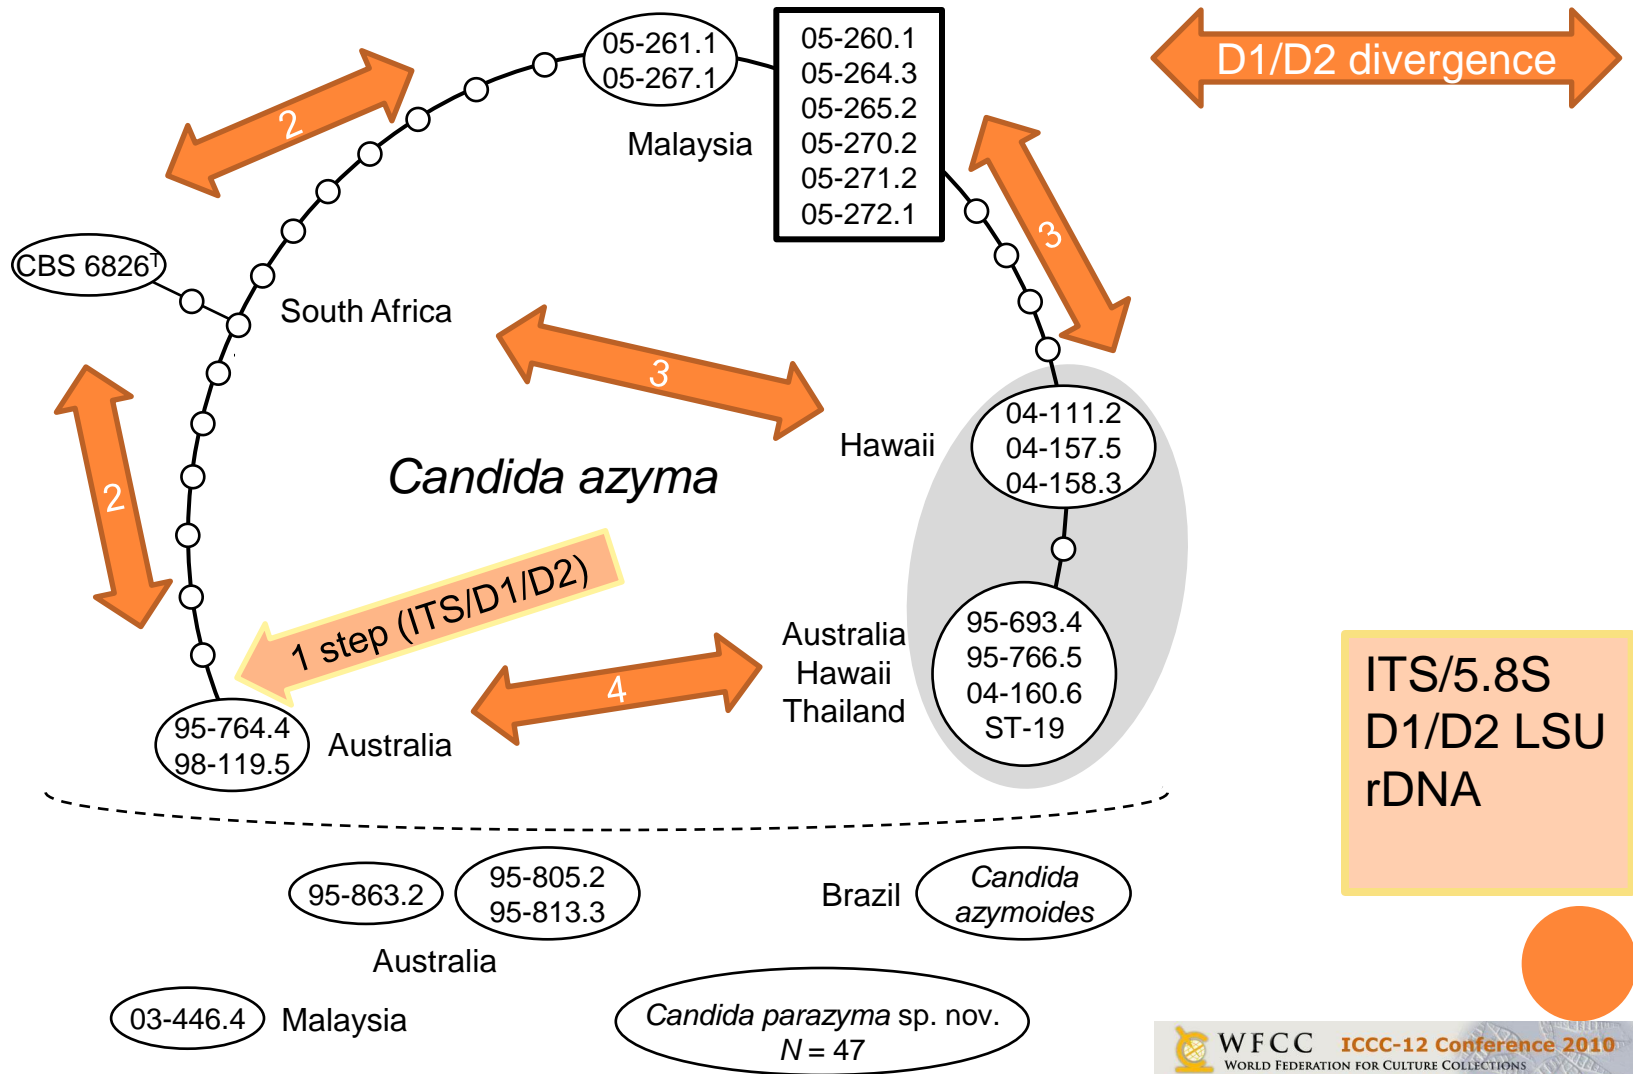 05-261.1
05-267.1
05-260.1
05-264.3
05-265.2
05-270.2
05-271.2
05-272.1
D1/D2 divergence
2
Malaysia
3
CBS 6826ᵀ
South Africa
3
Hawaii
04-111.2
04-157.5
04-158.3
Candida azyma
2
1 step (ITS/D1/D2)
4
Australia
Hawaii
Thailand
95-693.4
95-766.5
04-160.6
ST-19
95-764.4
98-119.5
Australia
ITS/5.8S
D1/D2 LSU
rDNA
95-863.2
95-805.2
95-813.3
Australia
Brazil
Candida
azymoides
03-446.4
Malaysia
Candida parazyma sp. nov.
N = 47
WFCC ICCC-12 Conference 2010
WORLD FEDERATION FOR CULTURE COLLECTIONS